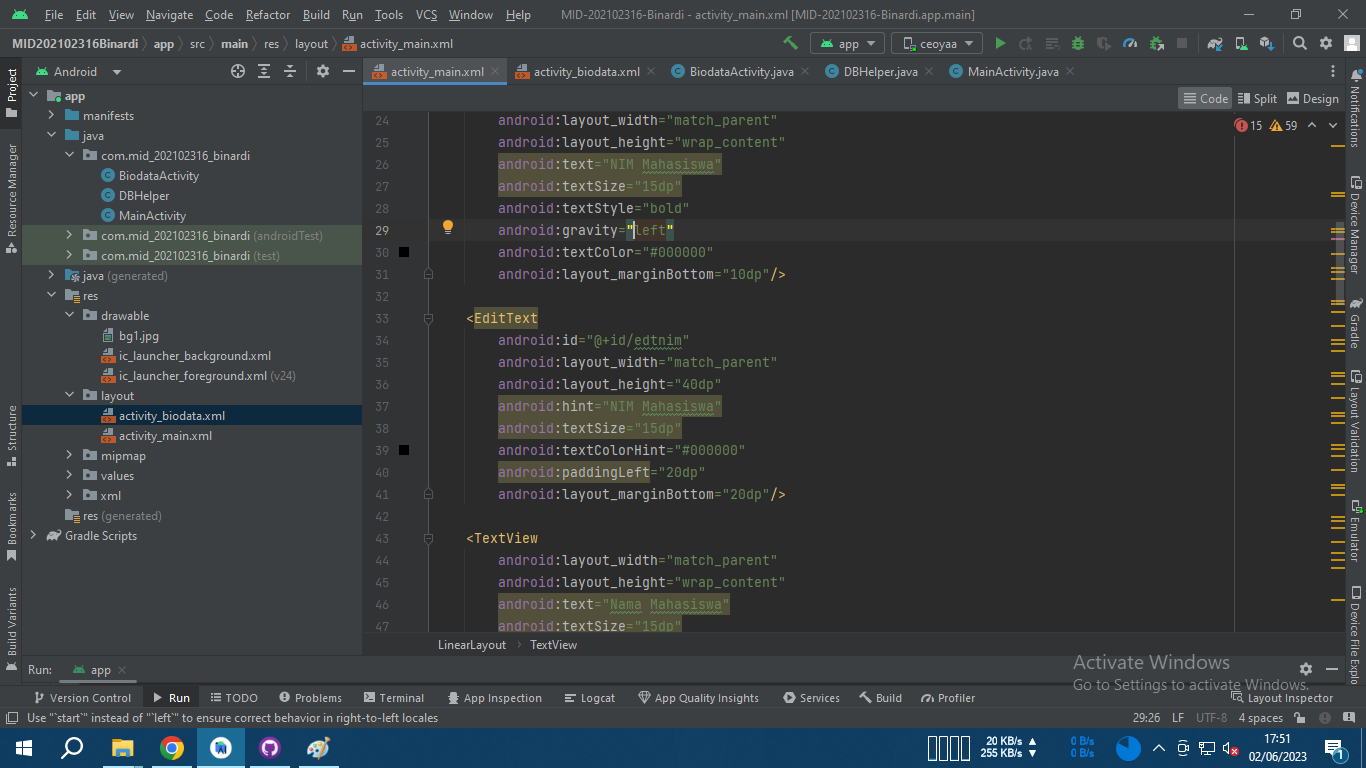 File Edit View Navigate Code Refactor Build Run Tools VCS Window Help MID-202102316-Binardi - activity_main.xml [MID-202102316-Binardi.app.main]
MID202102316Binardi app src main res layout activity_main.xml app ceoyaa
Project
Android
activity_main.xml activity_biodata.xml BiodataActivity.java DBHelper.java MainActivity.java
Code Split Design
app
manifests
java
com.mid_202102316_binardi
BiodataActivity
DBHelper
MainActivity
com.mid_202102316_binardi (androidTest)
com.mid_202102316_binardi (test)
java (generated)
res
drawable
bg1.jpg
ic_launcher_background.xml
ic_launcher_foreground.xml (v24)
layout
activity_biodata.xml
activity_main.xml
mipmap
values
xml
res (generated)
Gradle Scripts
Resource Manager
Structure
Bookmarks
Build Variants
15 59
24 android:layout_width="match_parent"
25 android:layout_height="wrap_content"
26 android:text="NIM Mahasiswa"
27 android:textSize="15dp"
28 android:textStyle="bold"
29 android:gravity="left"
30 android:textColor="#000000"
31 android:layout_marginBottom="10dp"/>
32
33 <EditText
34 android:id="@+id/edtnim"
35 android:layout_width="match_parent"
36 android:layout_height="40dp"
37 android:hint="NIM Mahasiswa"
38 android:textSize="15dp"
39 android:textColorHint="#000000"
40 android:paddingLeft="20dp"
41 android:layout_marginBottom="20dp"/>
42
43 <TextView
44 android:layout_width="match_parent"
45 android:layout_height="wrap_content"
46 android:text="Nama Mahasiswa"
47 android:textSize="15dp"
LinearLayout TextView
Notifications
Device Manager
Gradle
Layout Validation
Emulator
Device File Explo
Run: app
Activate Windows
Go to Settings to activate Windows.
Version Control Run TODO Problems Terminal App Inspection Logcat App Quality Insights Services Build Profiler Layout Inspector
Use "`start`" instead of "`left`" to ensure correct behavior in right-to-left locales 29:26 LF UTF-8 4 spaces
20 KB/s
255 KB/s
0 B/s
0 B/s
17:51
02/06/2023
1